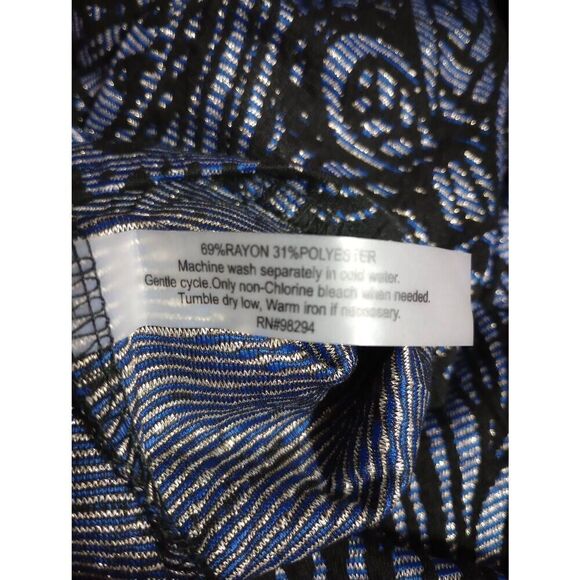 69%RAYON 31%POLYESTER
Machine wash separately in cold water.
Gentle cycle.Only non-Chlorine bleach when needed.
Tumble dry low, Warm iron if necessary.
RN#98294